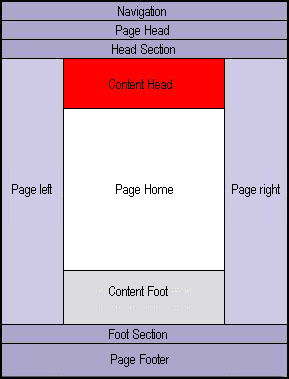 Navigation
Page Head
Head Section
Content Head
Page left
Page Home
Page right
Content Foot
Foot Section
Page Footer